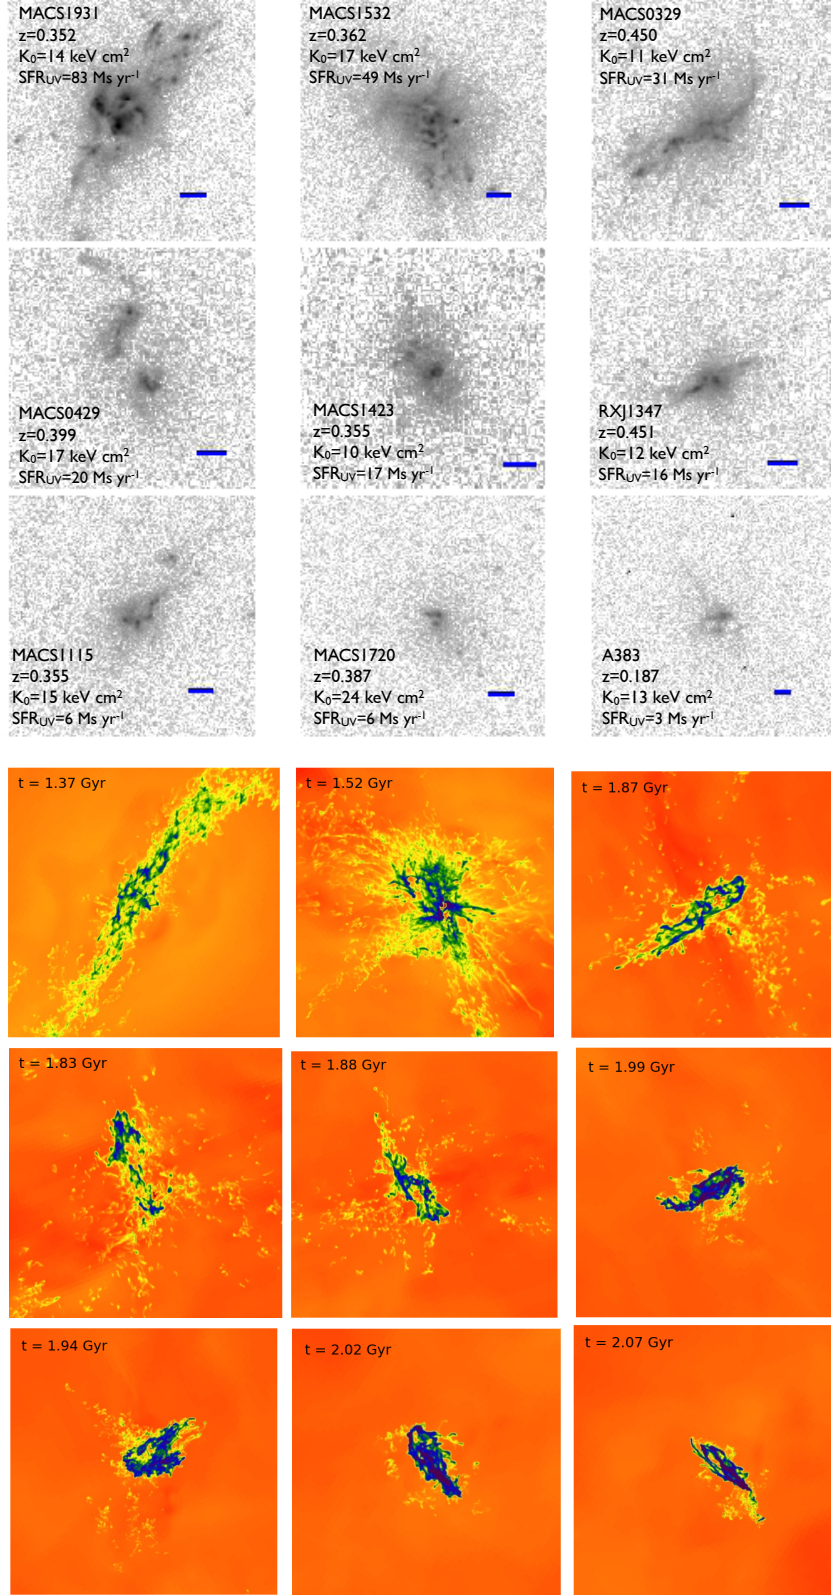 MACS1931
z=0.352
K₀=14 keV cm²
SFR_UV=83 Ms yr⁻¹
MACS1532
z=0.362
K₀=17 keV cm²
SFR_UV=49 Ms yr⁻¹
MACS0329
z=0.450
K₀=11 keV cm²
SFR_UV=31 Ms yr⁻¹
MACS0429
z=0.399
K₀=17 keV cm²
SFR_UV=20 Ms yr⁻¹
MACS1423
z=0.355
K₀=10 keV cm²
SFR_UV=17 Ms yr⁻¹
RXJ1347
z=0.451
K₀=12 keV cm²
SFR_UV=16 Ms yr⁻¹
MACS1115
z=0.355
K₀=15 keV cm²
SFR_UV=6 Ms yr⁻¹
MACS1720
z=0.387
K₀=24 keV cm²
SFR_UV=6 Ms yr⁻¹
A383
z=0.187
K₀=13 keV cm²
SFR_UV=3 Ms yr⁻¹
t = 1.37 Gyr
t = 1.52 Gyr
t = 1.87 Gyr
t = 1.83 Gyr
t = 1.88 Gyr
t = 1.99 Gyr
t = 1.94 Gyr
t = 2.02 Gyr
t = 2.07 Gyr